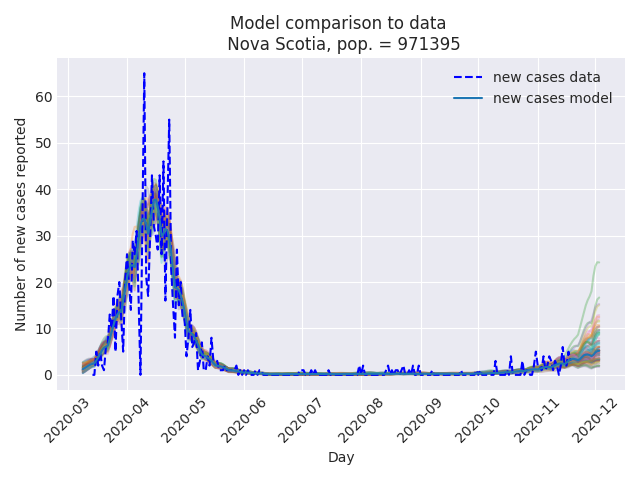 Model comparison to data
Nova Scotia, pop. = 971395
new cases data
new cases model
Number of new cases reported
60
50
40
30
20
10
0
2020-03
2020-04
2020-05
2020-06
2020-07
2020-08
2020-09
2020-10
2020-11
2020-12
Day